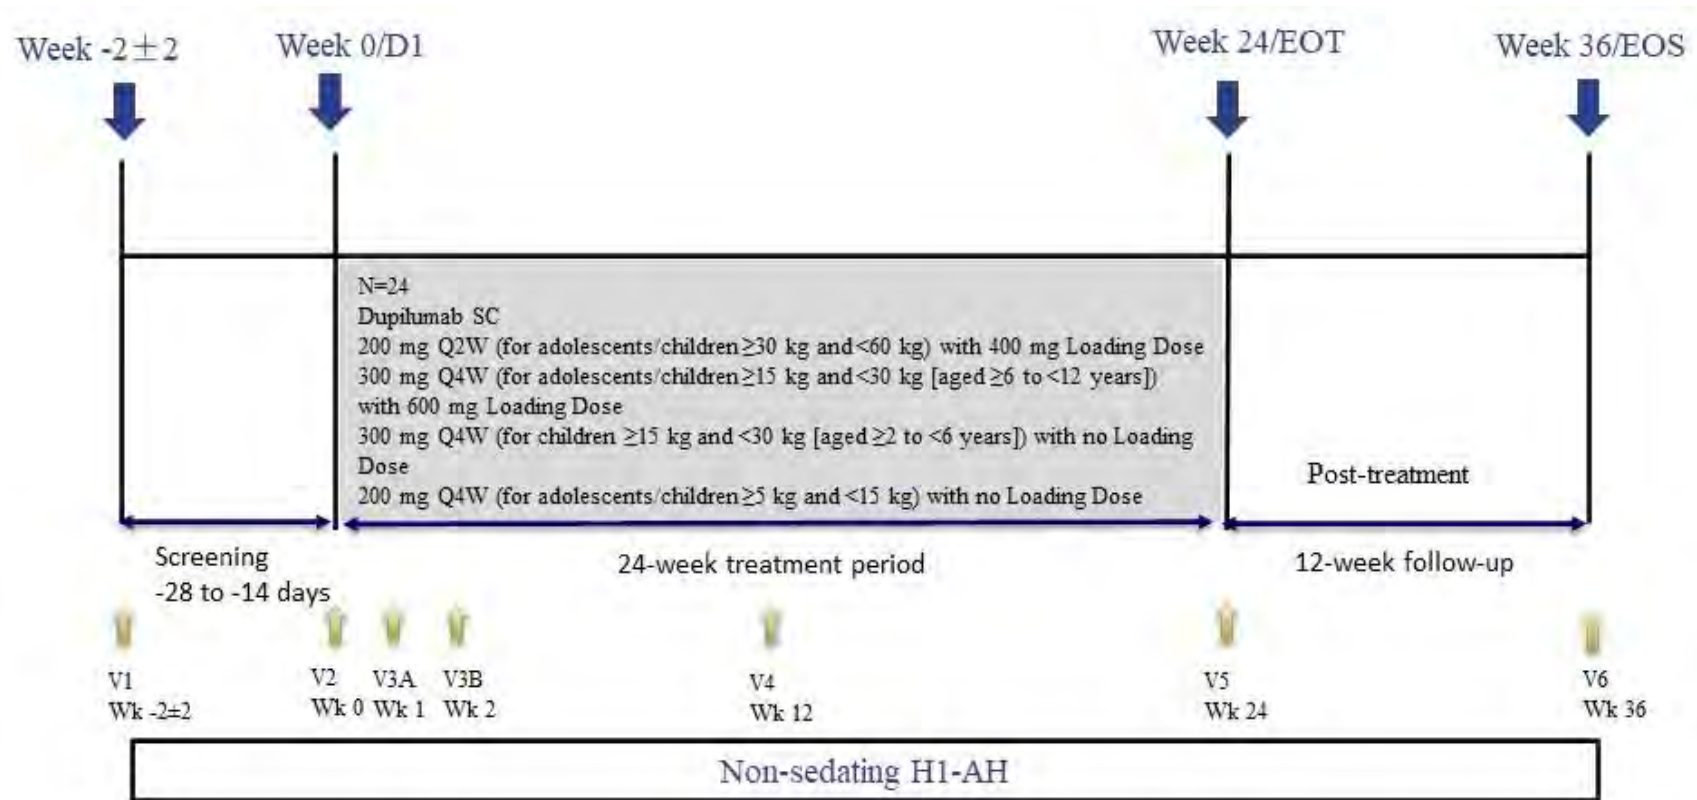 Week -2±2
Week 0/D1
Week 24/EOT
Week 36/EOS
N=24
Dupilumab SC
200 mg Q2W (for adolescents/children≥30 kg and<60 kg) with 400 mg Loading Dose
300 mg Q4W (for adolescents/children≥15 kg and<30 kg [aged ≥6 to <12 years])
with 600 mg Loading Dose
300 mg Q4W (for children ≥15 kg and <30 kg [aged ≥2 to <6 years]) with no Loading
Dose
200 mg Q4W (for adolescents/children≥5 kg and <15 kg) with no Loading Dose
Post-treatment
Screening
-28 to -14 days
24-week treatment period
12-week follow-up
V1
Wk -2±2
V2
Wk 0
V3A
Wk 1
V3B
Wk 2
V4
Wk 12
V5
Wk 24
V6
Wk 36
Non-sedating H1-AH